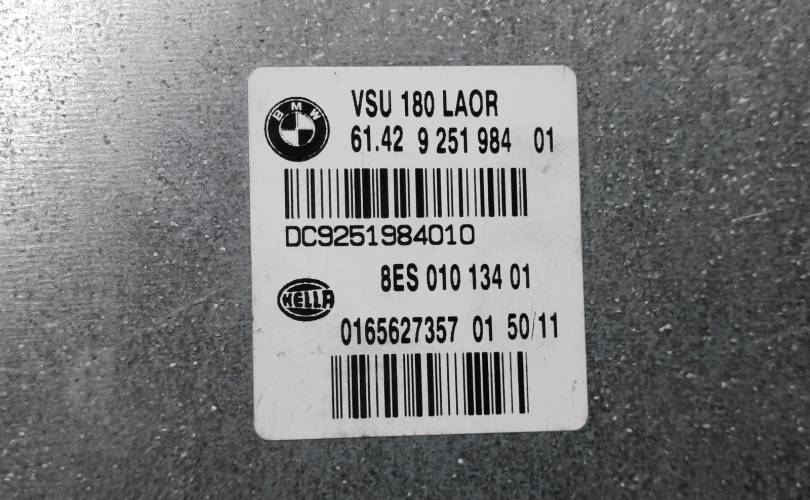 BMW
VSU 180 LAOR
61.42 9 251 984 01
DC9251984010
HELLA
8ES 010 134 01
0165627357 01 50/11